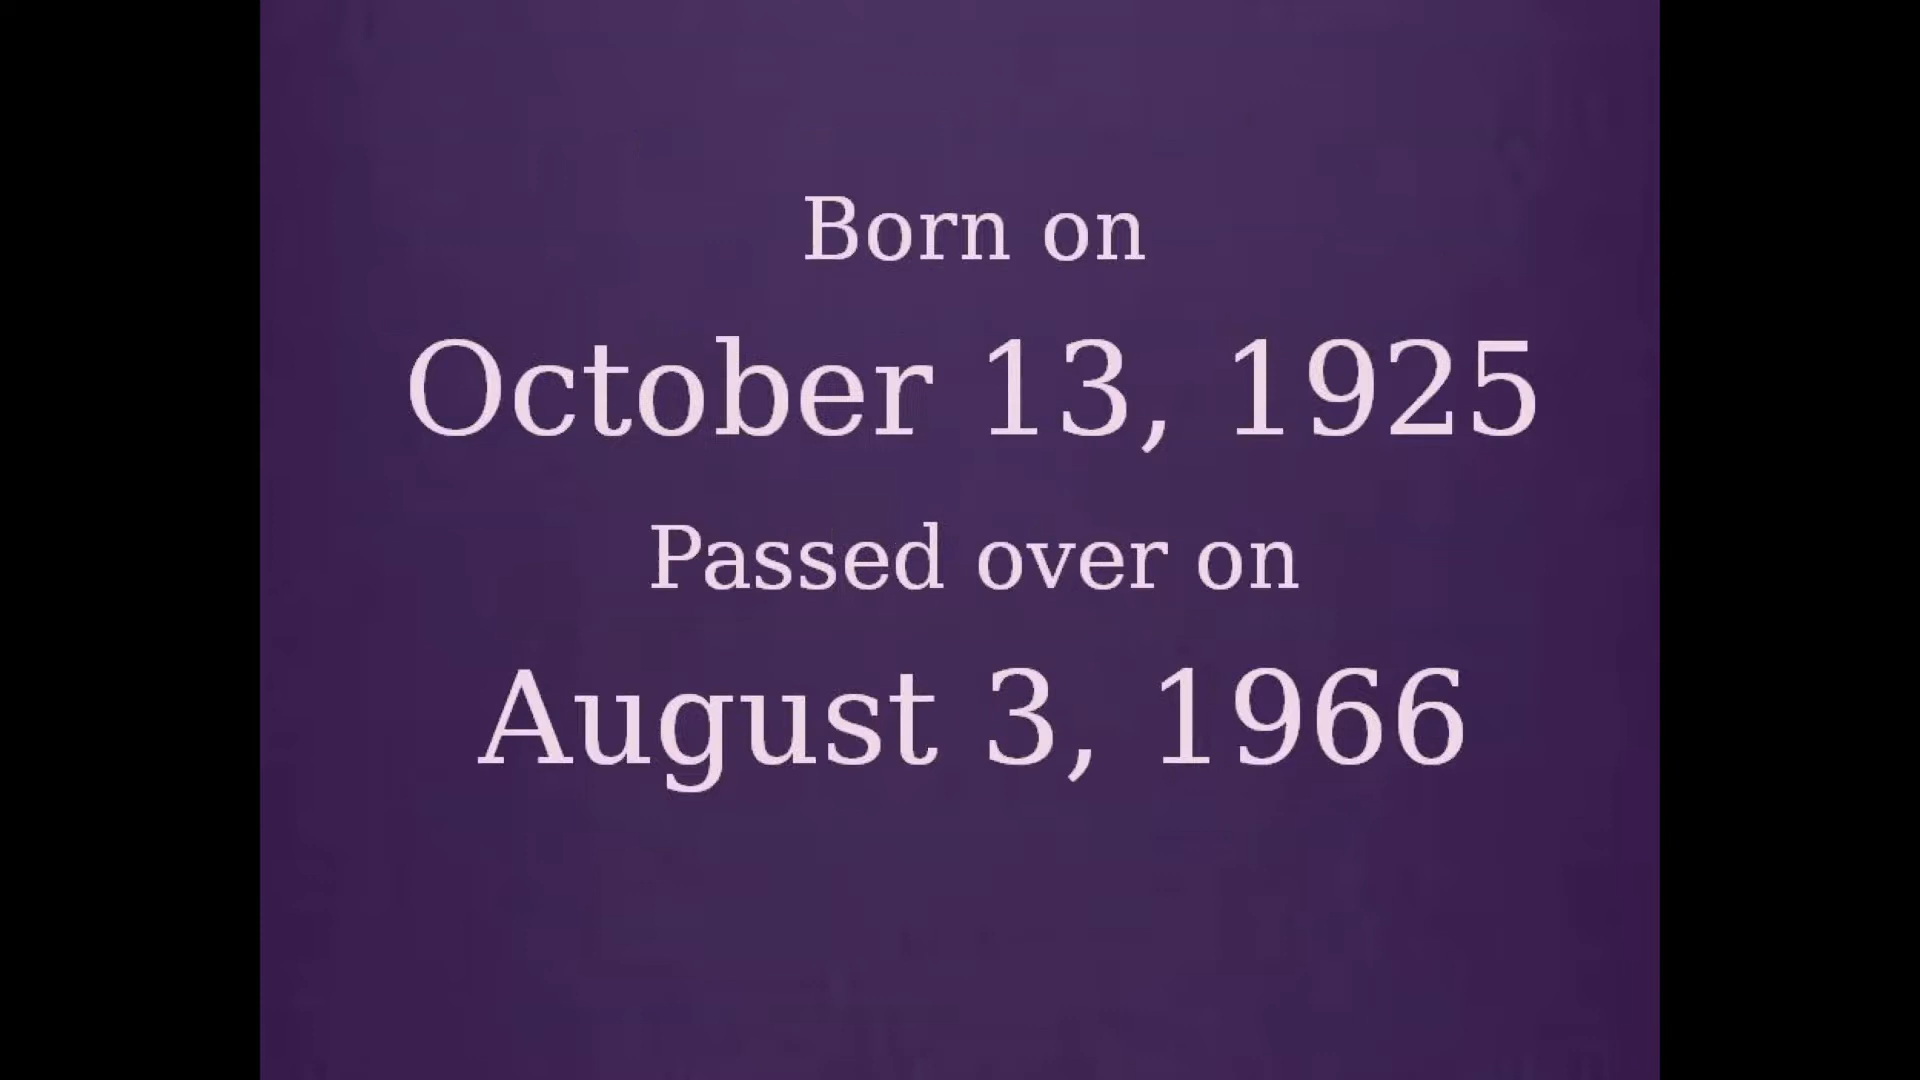 Born on
October 13, 1925
Passed over on
August 3, 1966